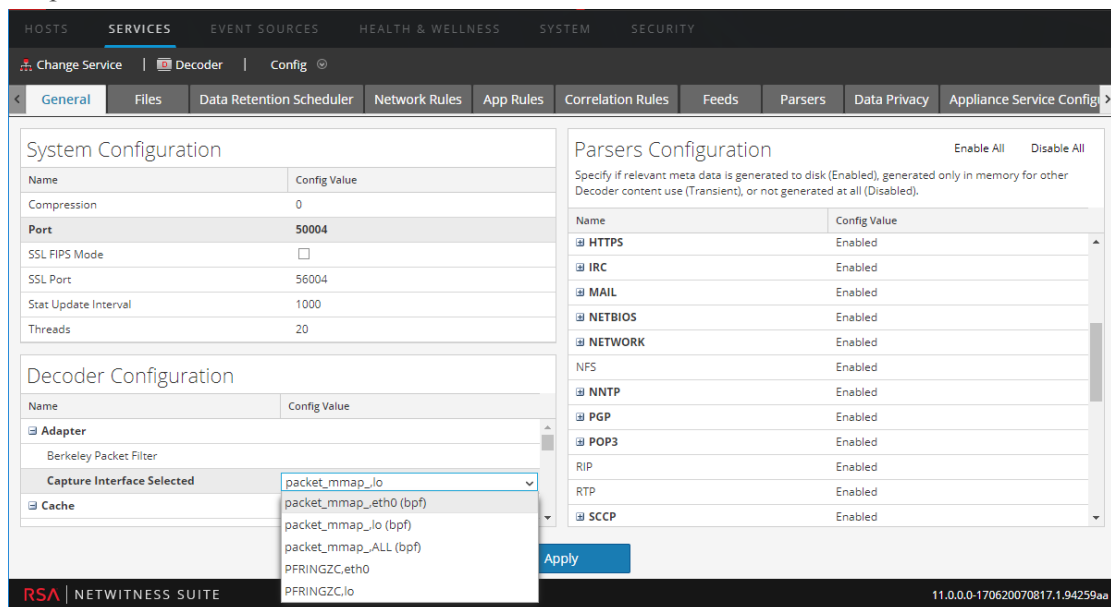 HOSTS SERVICES EVENT SOURCES HEALTH & WELLNESS SYSTEM SECURITY
Change Service | Decoder | Config
General Files Data Retention Scheduler Network Rules App Rules Correlation Rules Feeds Parsers Data Privacy Appliance Service Config
System Configuration
Name Config Value
Compression 0
Port 50004
SSL FIPS Mode
SSL Port 56004
Stat Update Interval 1000
Threads 20
Decoder Configuration
Name Config Value
Adapter
Berkeley Packet Filter
Capture Interface Selected packet_mmap_,lo
Cache
packet_mmap_,eth0 (bpf)
packet_mmap_,lo (bpf)
packet_mmap_,ALL (bpf)
PFRINGZC,eth0
PFRINGZC,lo
Parsers Configuration Enable All Disable All
Specify if relevant meta data is generated to disk (Enabled), generated only in memory for other
Decoder content use (Transient), or not generated at all (Disabled).
Name Config Value
HTTPS Enabled
IRC Enabled
MAIL Enabled
NETBIOS Enabled
NETWORK Enabled
NFS Enabled
NNTP Enabled
PGP Enabled
POP3 Enabled
RIP Enabled
RTP Enabled
SCCP Enabled
Apply
RSA | NETWITNESS SUITE 11.0.0.0-170620070817.1.94259aa